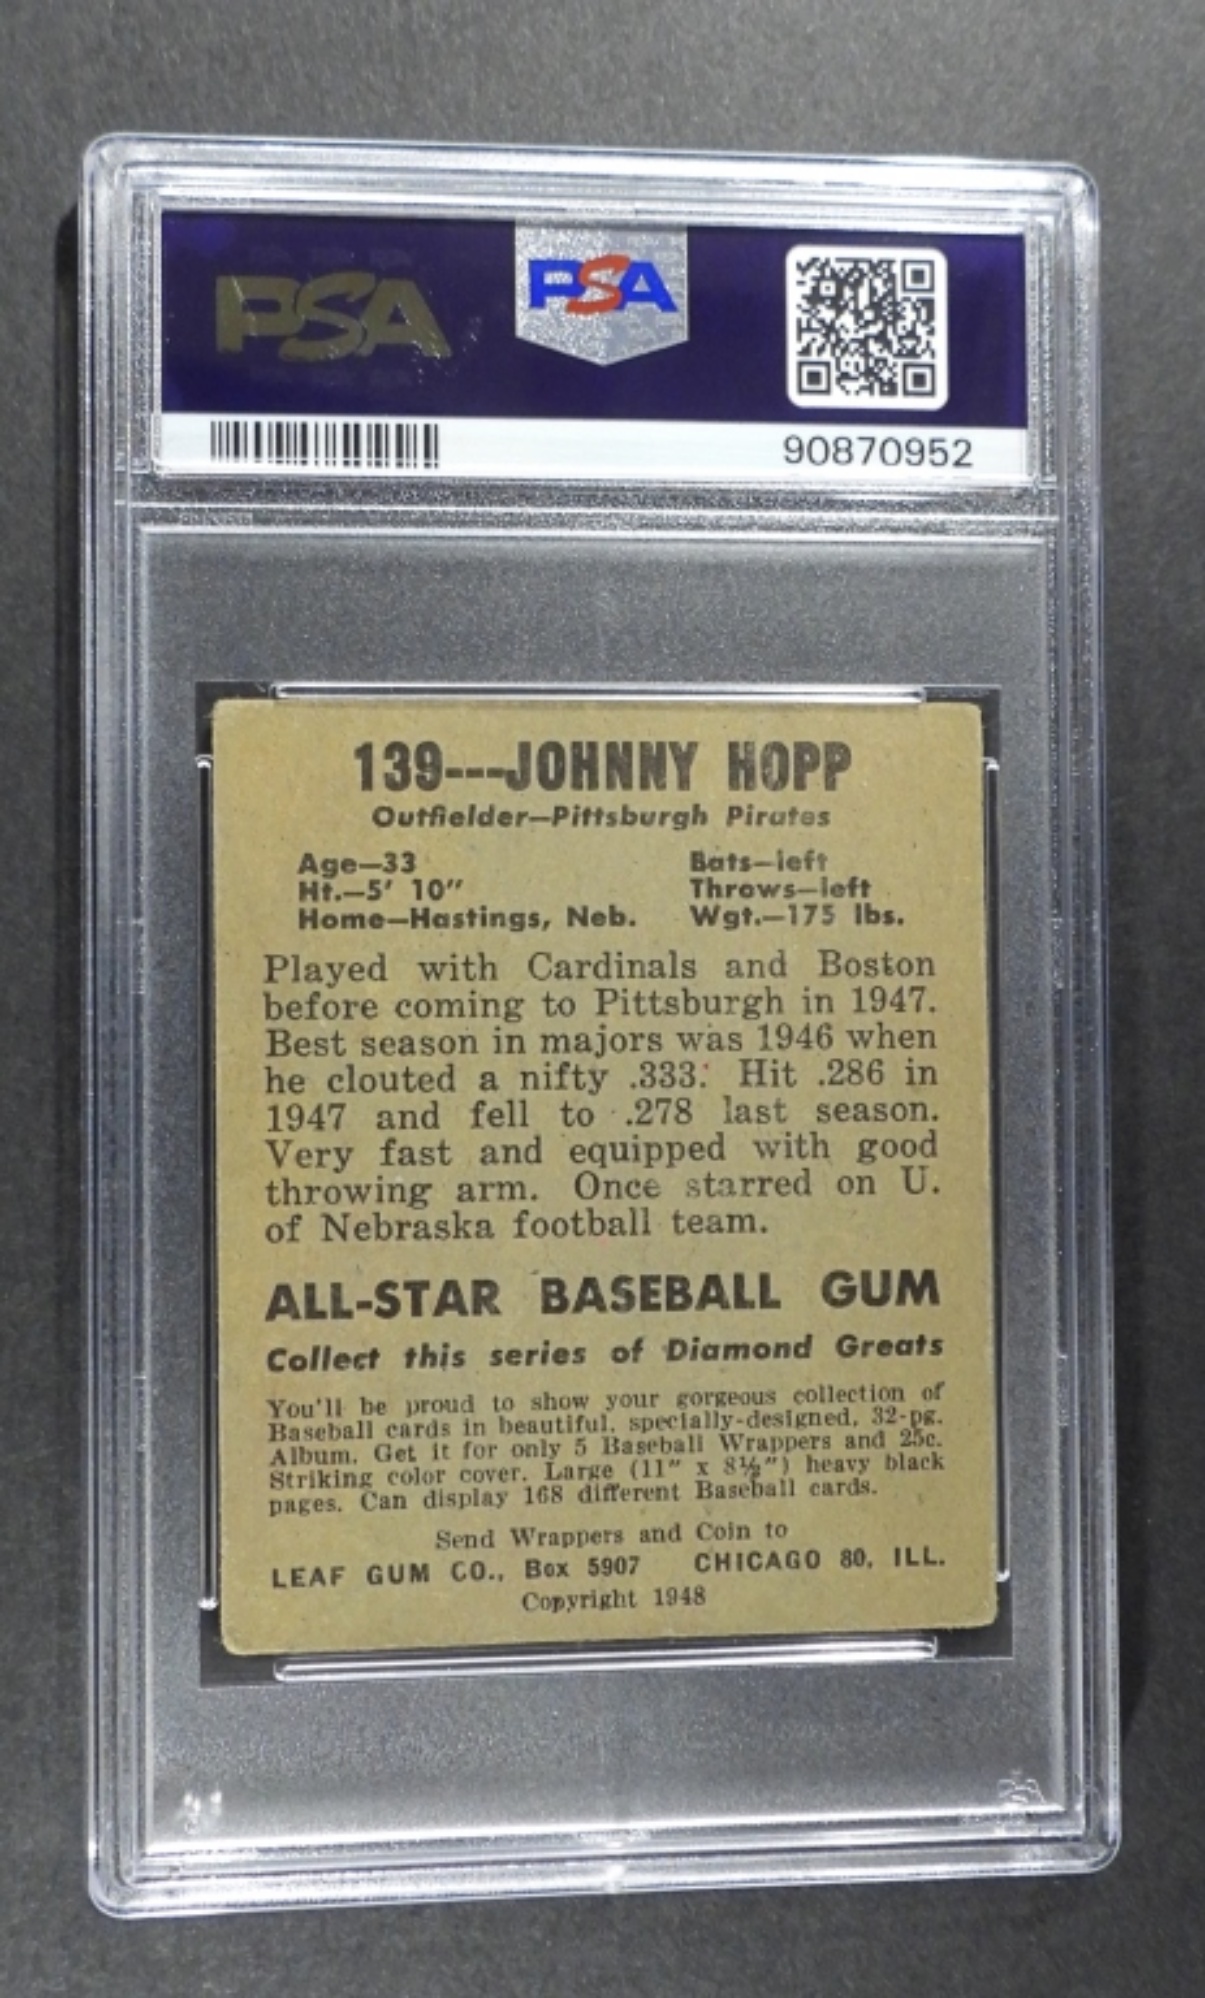 PSA
PSA
90870952
139---JOHNNY HOPP
Outfielder—Pittsburgh Pirates
Age—33 Bats—left
Ht.—5' 10" Throws—left
Home—Hastings, Neb. Wgt.—175 lbs.
Played with Cardinals and Boston
before coming to Pittsburgh in 1947.
Best season in majors was 1946 when
he clouted a nifty .333. Hit .286 in
1947 and fell to .278 last season.
Very fast and equipped with good
throwing arm. Once starred on U.
of Nebraska football team.
ALL-STAR BASEBALL GUM
Collect this series of Diamond Greats
You'll be proud to show your gorgeous collection of
Baseball cards in beautiful, specially-designed, 32-pg.
Album. Get it for only 5 Baseball Wrappers and 25c.
Striking color cover. Large (11" x 8½") heavy black
pages. Can display 168 different Baseball cards.
Send Wrappers and Coin to
LEAF GUM CO., Box 5907 CHICAGO 80, ILL.
Copyright 1948